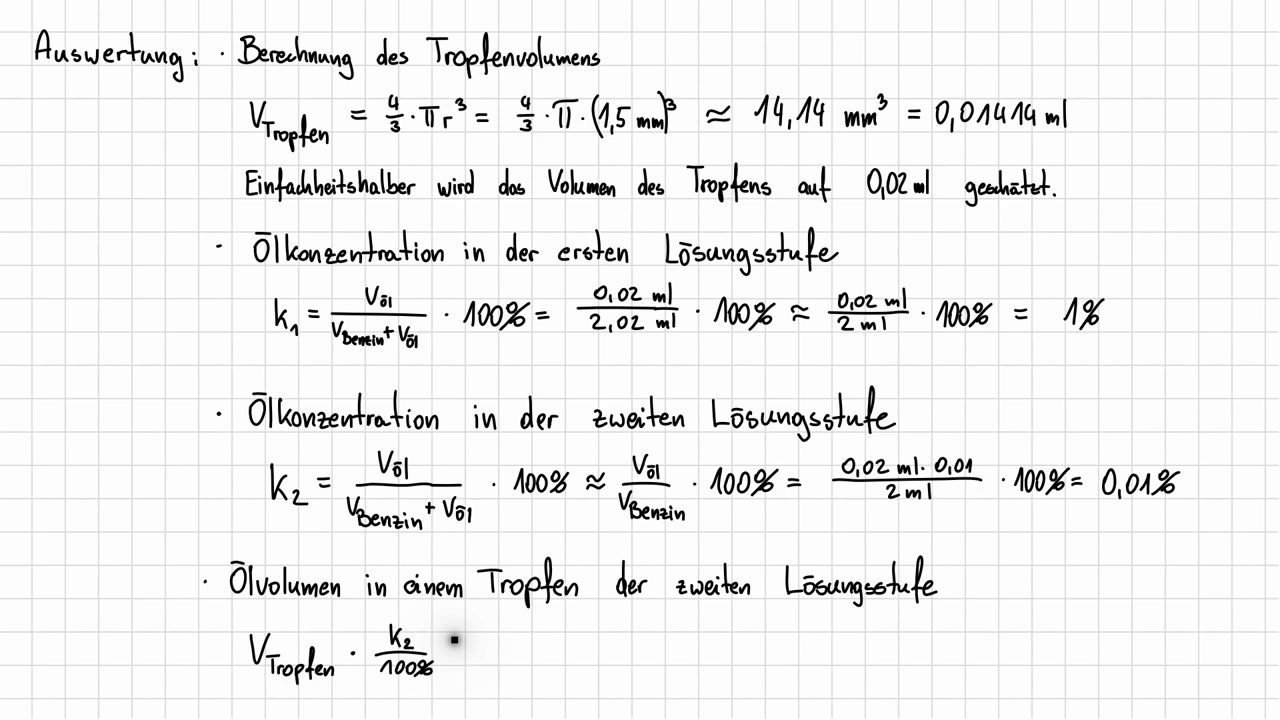 Auswertung: · Berechnung des Tropfenvolumens
V_Tropfen = 4/3 · π r³ = 4/3 · π · (1,5 mm)³ ≈ 14,14 mm³ = 0,01414 ml
Einfachheitshalber wird das Volumen des Tropfens auf 0,02 ml geschätzt.
· Ölkonzentration in der ersten Lösungsstufe
k₁ = V_Öl / (V_Benzin + V_Öl) · 100% = 0,02 ml / 2,02 ml · 100% ≈ 0,02 ml / 2 ml · 100% = 1%
· Ölkonzentration in der zweiten Lösungsstufe
k₂ = V_Öl / (V_Benzin + V_Öl) · 100% ≈ V_Öl / V_Benzin · 100% = 0,02 ml · 0,01 / 2 ml · 100% = 0,01%
· Ölvolumen in einem Tropfen der zweiten Lösungsstufe
V_Tropfen · k₂ / 100%